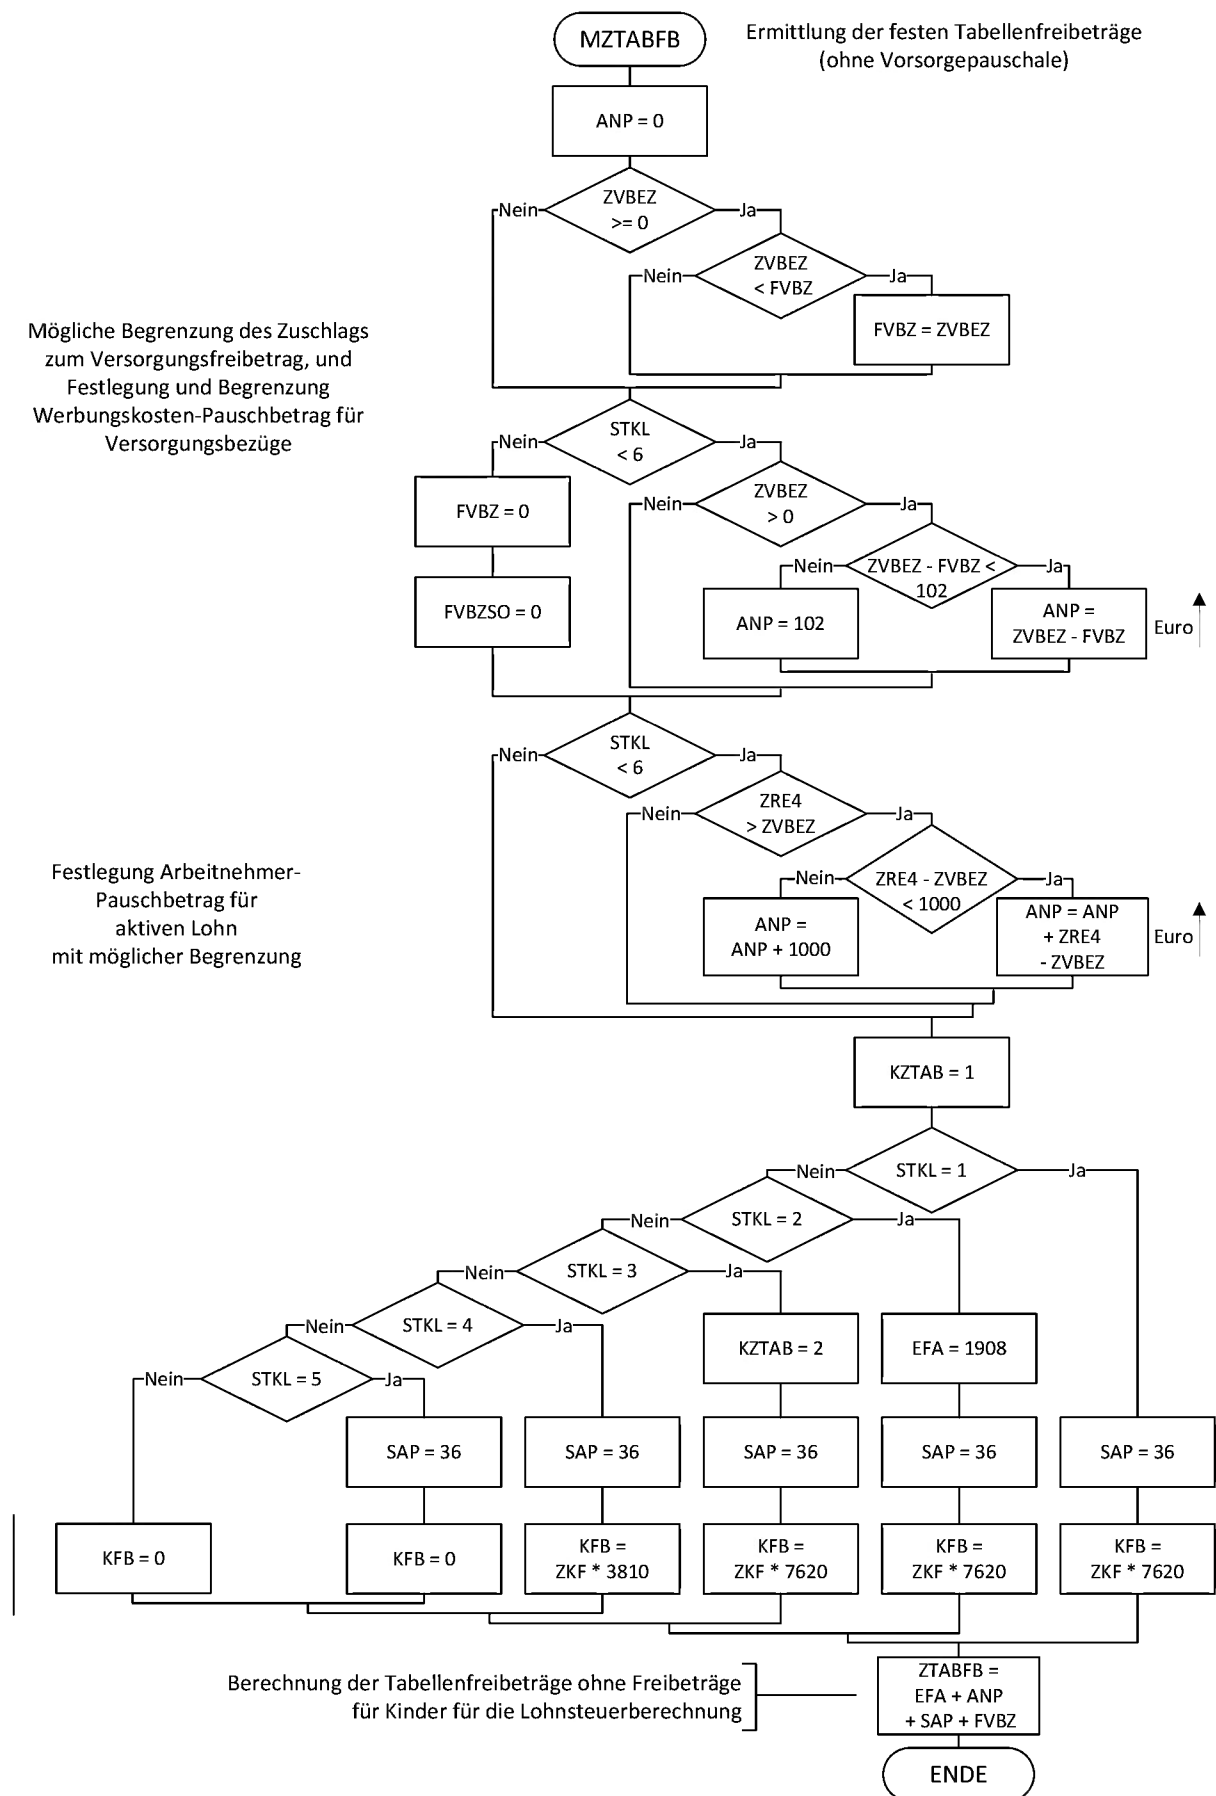 MZTABFB
Ermittlung der festen Tabellenfreibeträge
(ohne Vorsorgepauschale)
ANP = 0
ZVBEZ
>= 0
Nein
Ja
ZVBEZ
< FVBZ
Nein
Ja
FVBZ = ZVBEZ
Mögliche Begrenzung des Zuschlags
zum Versorgungsfreibetrag, und
Festlegung und Begrenzung
Werbungskosten-Pauschbetrag für
Versorgungsbezüge
STKL
< 6
Nein
Ja
FVBZ = 0
FVBZSO = 0
ZVBEZ
> 0
Nein
Ja
ZVBEZ - FVBZ <
102
Nein
Ja
ANP = 102
ANP =
ZVBEZ - FVBZ
Euro
STKL
< 6
Nein
Ja
ZRE4
> ZVBEZ
Nein
Ja
Festlegung Arbeitnehmer-
Pauschbetrag für
aktiven Lohn
mit möglicher Begrenzung
ZRE4 - ZVBEZ
< 1000
Nein
Ja
ANP =
ANP + 1000
ANP = ANP
+ ZRE4
- ZVBEZ
Euro
KZTAB = 1
STKL = 1
Nein
Ja
STKL = 2
Nein
Ja
STKL = 3
Nein
Ja
STKL = 4
Nein
Ja
STKL = 5
Nein
Ja
KZTAB = 2
EFA = 1908
SAP = 36
SAP = 36
SAP = 36
SAP = 36
SAP = 36
KFB = 0
KFB = 0
KFB =
ZKF * 3810
KFB =
ZKF * 7620
KFB =
ZKF * 7620
KFB =
ZKF * 7620
Berechnung der Tabellenfreibeträge ohne Freibeträge
für Kinder für die Lohnsteuerberechnung
ZTABFB =
EFA + ANP
+ SAP + FVBZ
ENDE